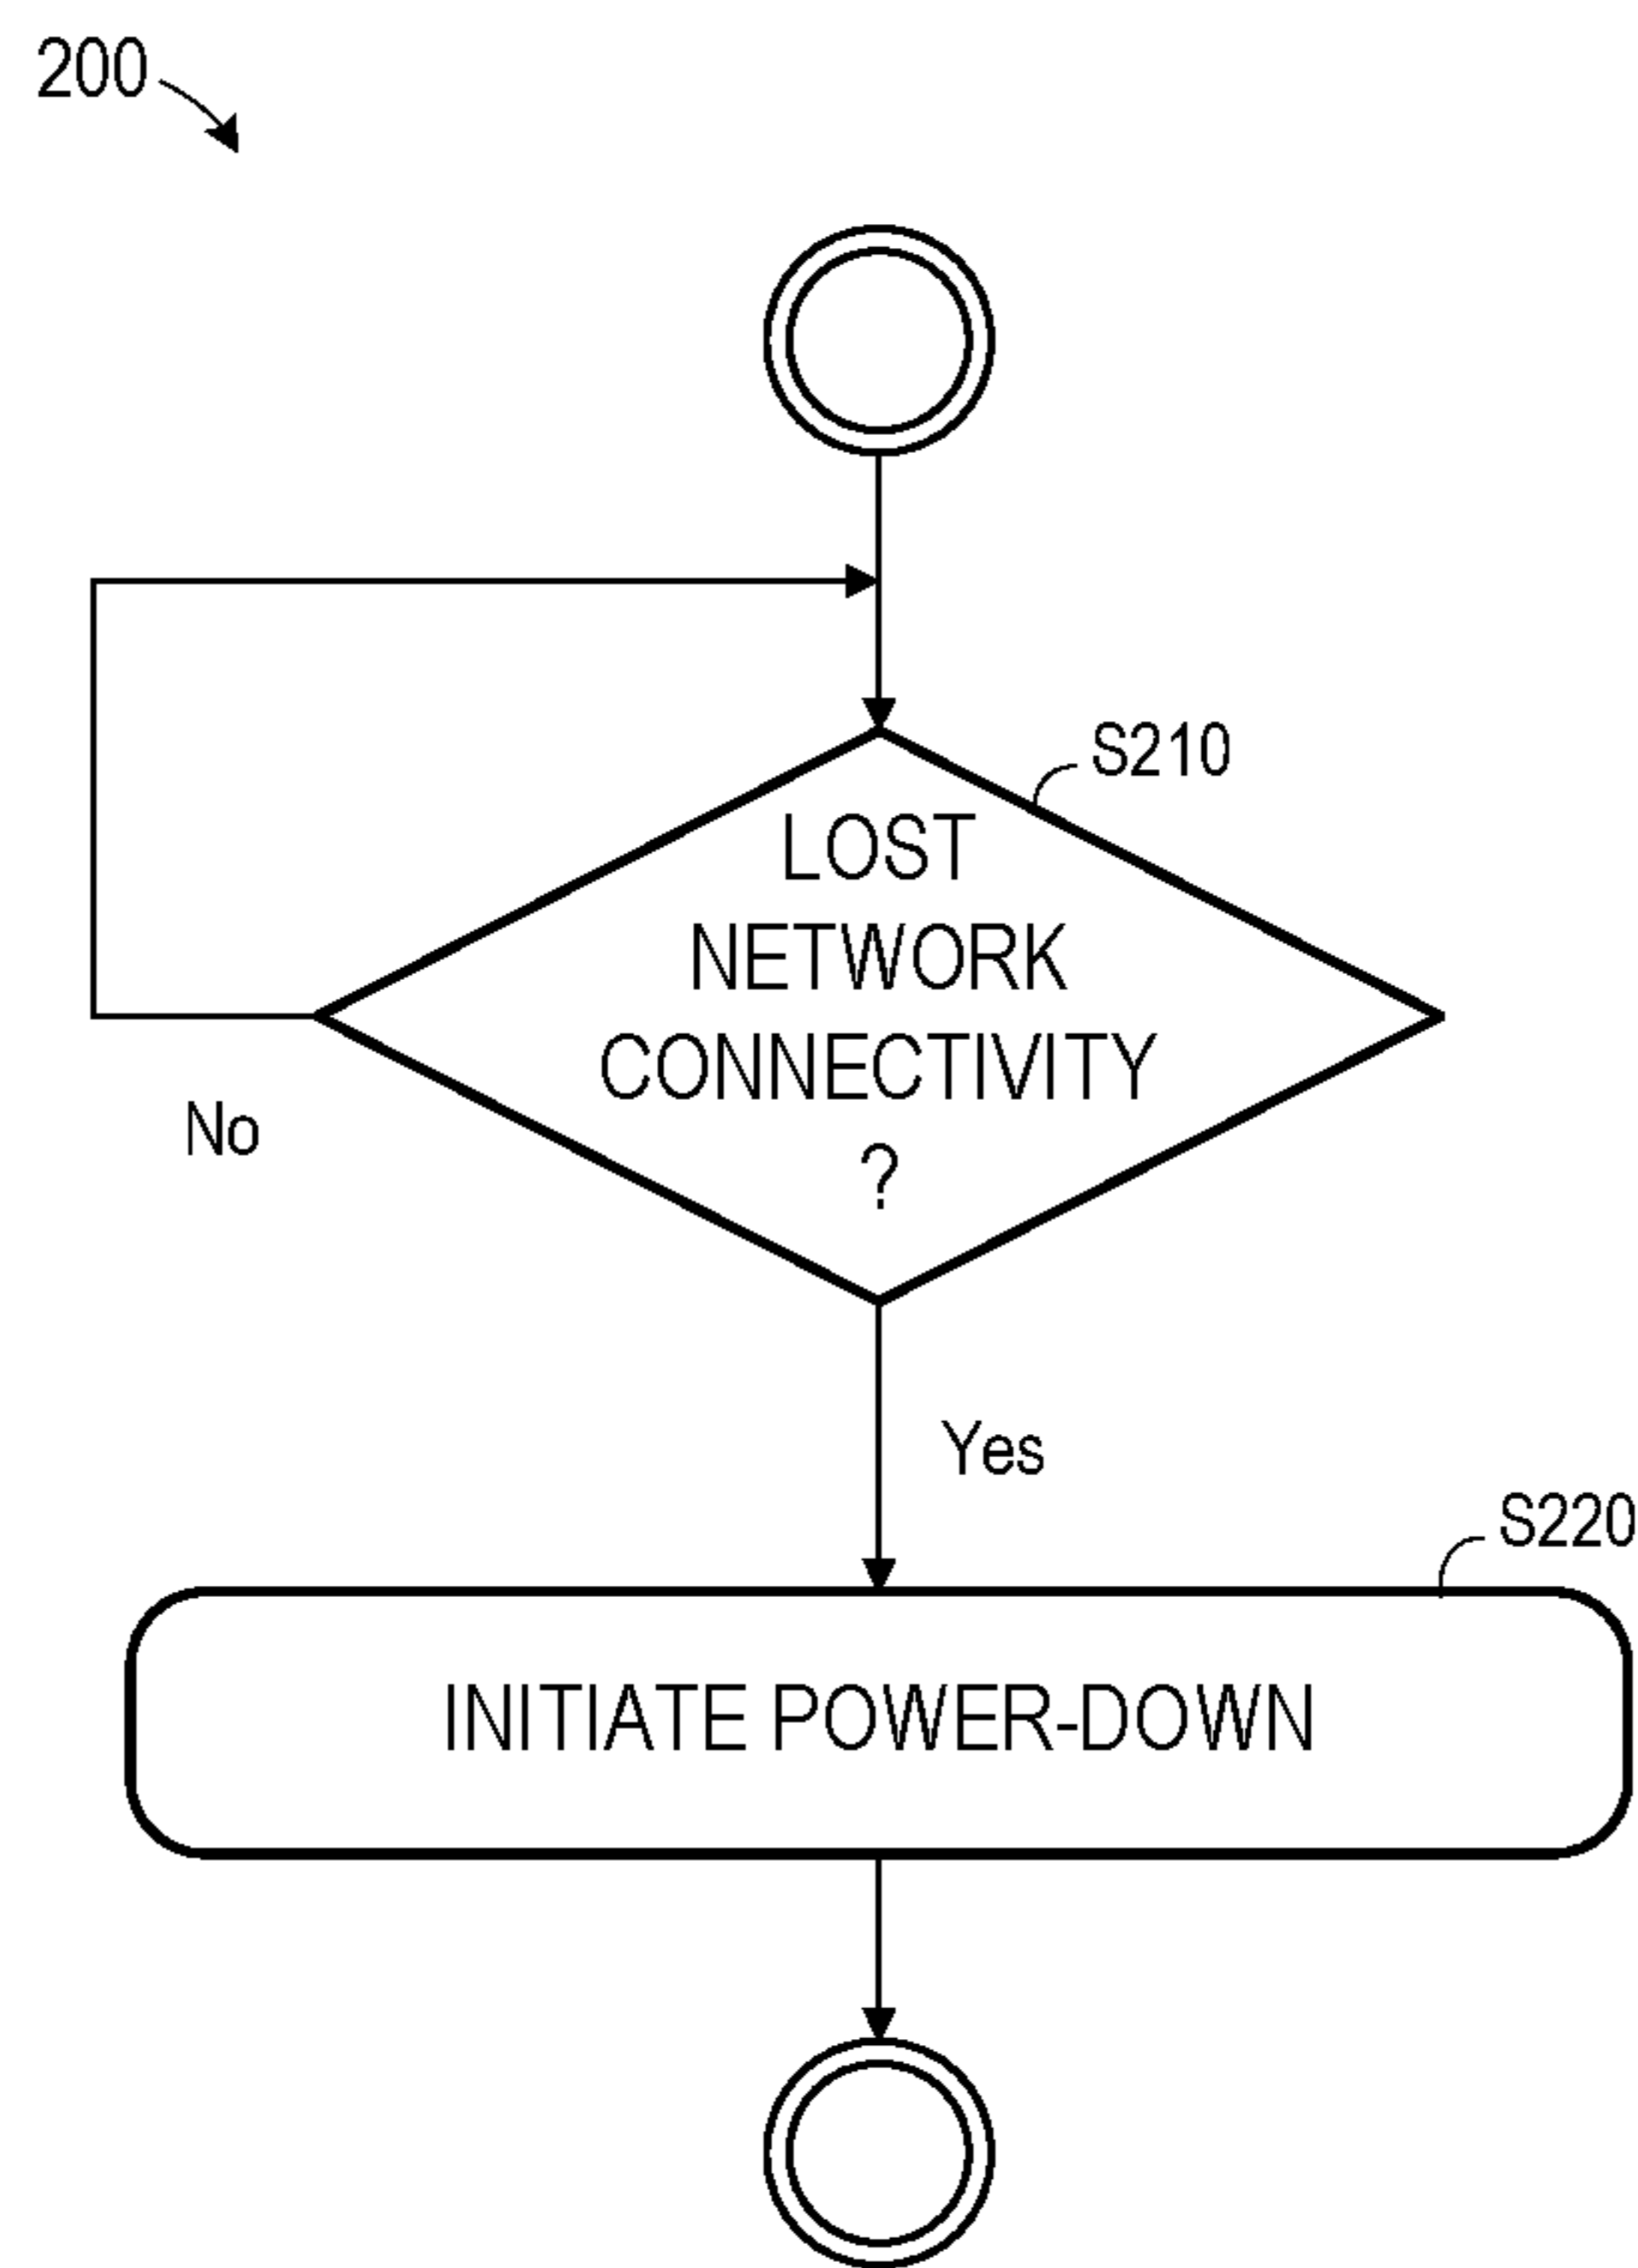 200
S210
LOST
NETWORK
CONNECTIVITY
?
No
Yes
S220
INITIATE POWER-DOWN